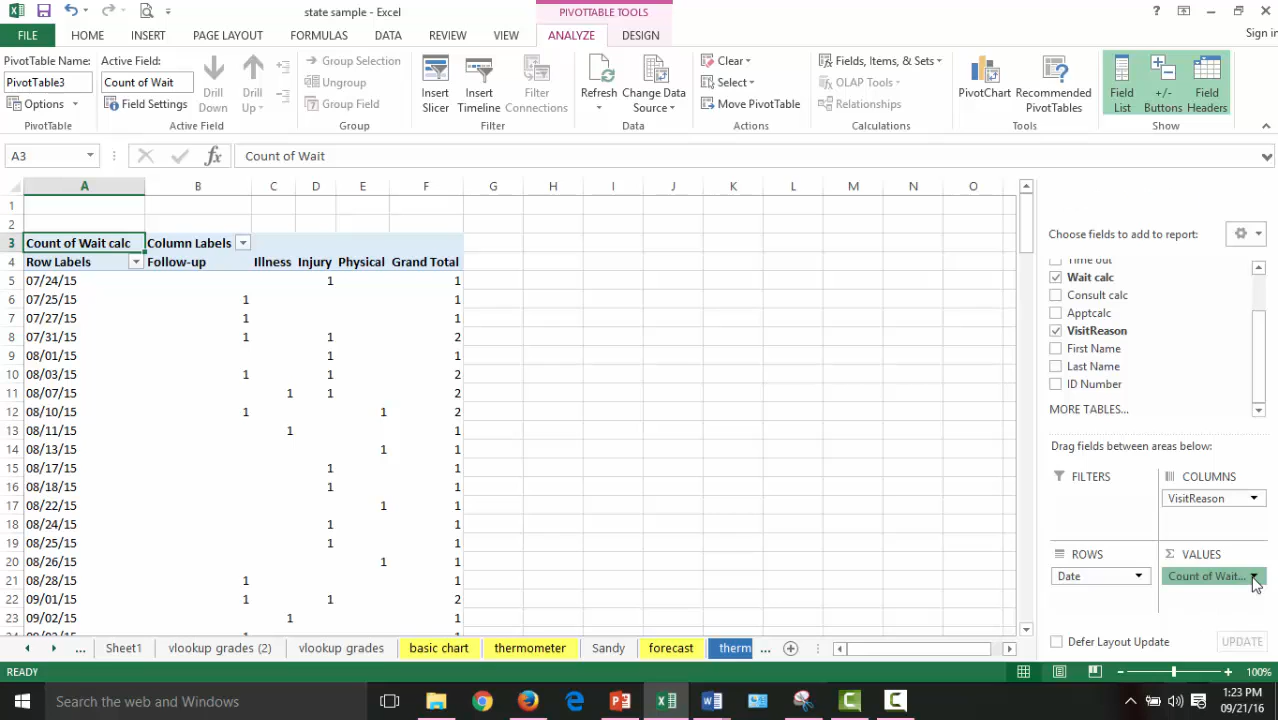 state sample - Excel
PIVOTTABLE TOOLS
?
FILE HOME INSERT PAGE LAYOUT FORMULAS DATA REVIEW VIEW ANALYZE DESIGN
Sign in
PivotTable Name:
PivotTable3
Options
PivotTable
Active Field:
Count of Wait
Field Settings
Drill Down
Drill Up
Active Field
Group Selection
Ungroup
Group Field
Group
Insert Slicer
Insert Timeline
Filter Connections
Filter
Refresh
Change Data Source
Data
Clear
Select
Move PivotTable
Actions
Fields, Items, & Sets
OLAP Tools
Relationships
Calculations
PivotChart
Recommended PivotTables
Tools
Field List
+/- Buttons
Field Headers
Show
A3
fx
Count of Wait
A B C D E F G H I J K L M N O
1
2
3 Count of Wait calc Column Labels
4 Row Labels Follow-up Illness Injury Physical Grand Total
5 07/24/15 1 1
6 07/25/15 1 1
7 07/27/15 1 1
8 07/31/15 1 1 2
9 08/01/15 1 1
10 08/03/15 1 1 2
11 08/07/15 1 1 2
12 08/10/15 1 1 2
13 08/11/15 1 1
14 08/13/15 1 1
15 08/17/15 1 1
16 08/18/15 1 1
17 08/22/15 1 1
18 08/24/15 1 1
19 08/25/15 1 1
20 08/26/15 1 1
21 08/28/15 1 1
22 09/01/15 1 1 2
23 09/02/15 1 1
Choose fields to add to report:
Time out
Wait calc
Consult calc
Apptcalc
VisitReason
First Name
Last Name
ID Number
MORE TABLES...
Drag fields between areas below:
FILTERS
COLUMNS
VisitReason
ROWS
Date
Σ VALUES
Count of Wait...
Defer Layout Update
UPDATE
... Sheet1 vlookup grades (2) vlookup grades basic chart thermometer Sandy forecast therm ...
READY
100%
Search the web and Windows
1:23 PM
09/21/16